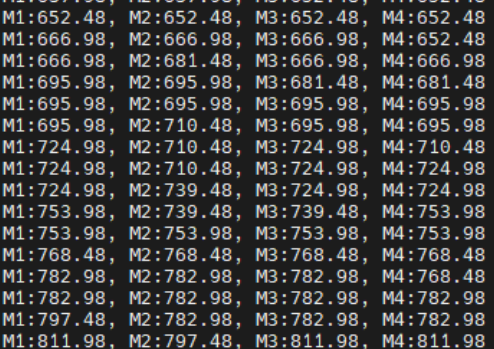 M1:652.48, M2:652.48, M3:652.48, M4:652.48
M1:666.98, M2:666.98, M3:666.98, M4:652.48
M1:666.98, M2:681.48, M3:666.98, M4:666.98
M1:695.98, M2:695.98, M3:681.48, M4:681.48
M1:695.98, M2:695.98, M3:695.98, M4:695.98
M1:695.98, M2:710.48, M3:695.98, M4:695.98
M1:724.98, M2:710.48, M3:724.98, M4:710.48
M1:724.98, M2:710.48, M3:724.98, M4:724.98
M1:724.98, M2:739.48, M3:724.98, M4:724.98
M1:753.98, M2:739.48, M3:739.48, M4:753.98
M1:753.98, M2:753.98, M3:753.98, M4:753.98
M1:768.48, M2:768.48, M3:768.48, M4:768.48
M1:782.98, M2:782.98, M3:782.98, M4:768.48
M1:782.98, M2:782.98, M3:782.98, M4:782.98
M1:797.48, M2:782.98, M3:782.98, M4:782.98
M1:811.98, M2:797.48, M3:811.98, M4:811.98